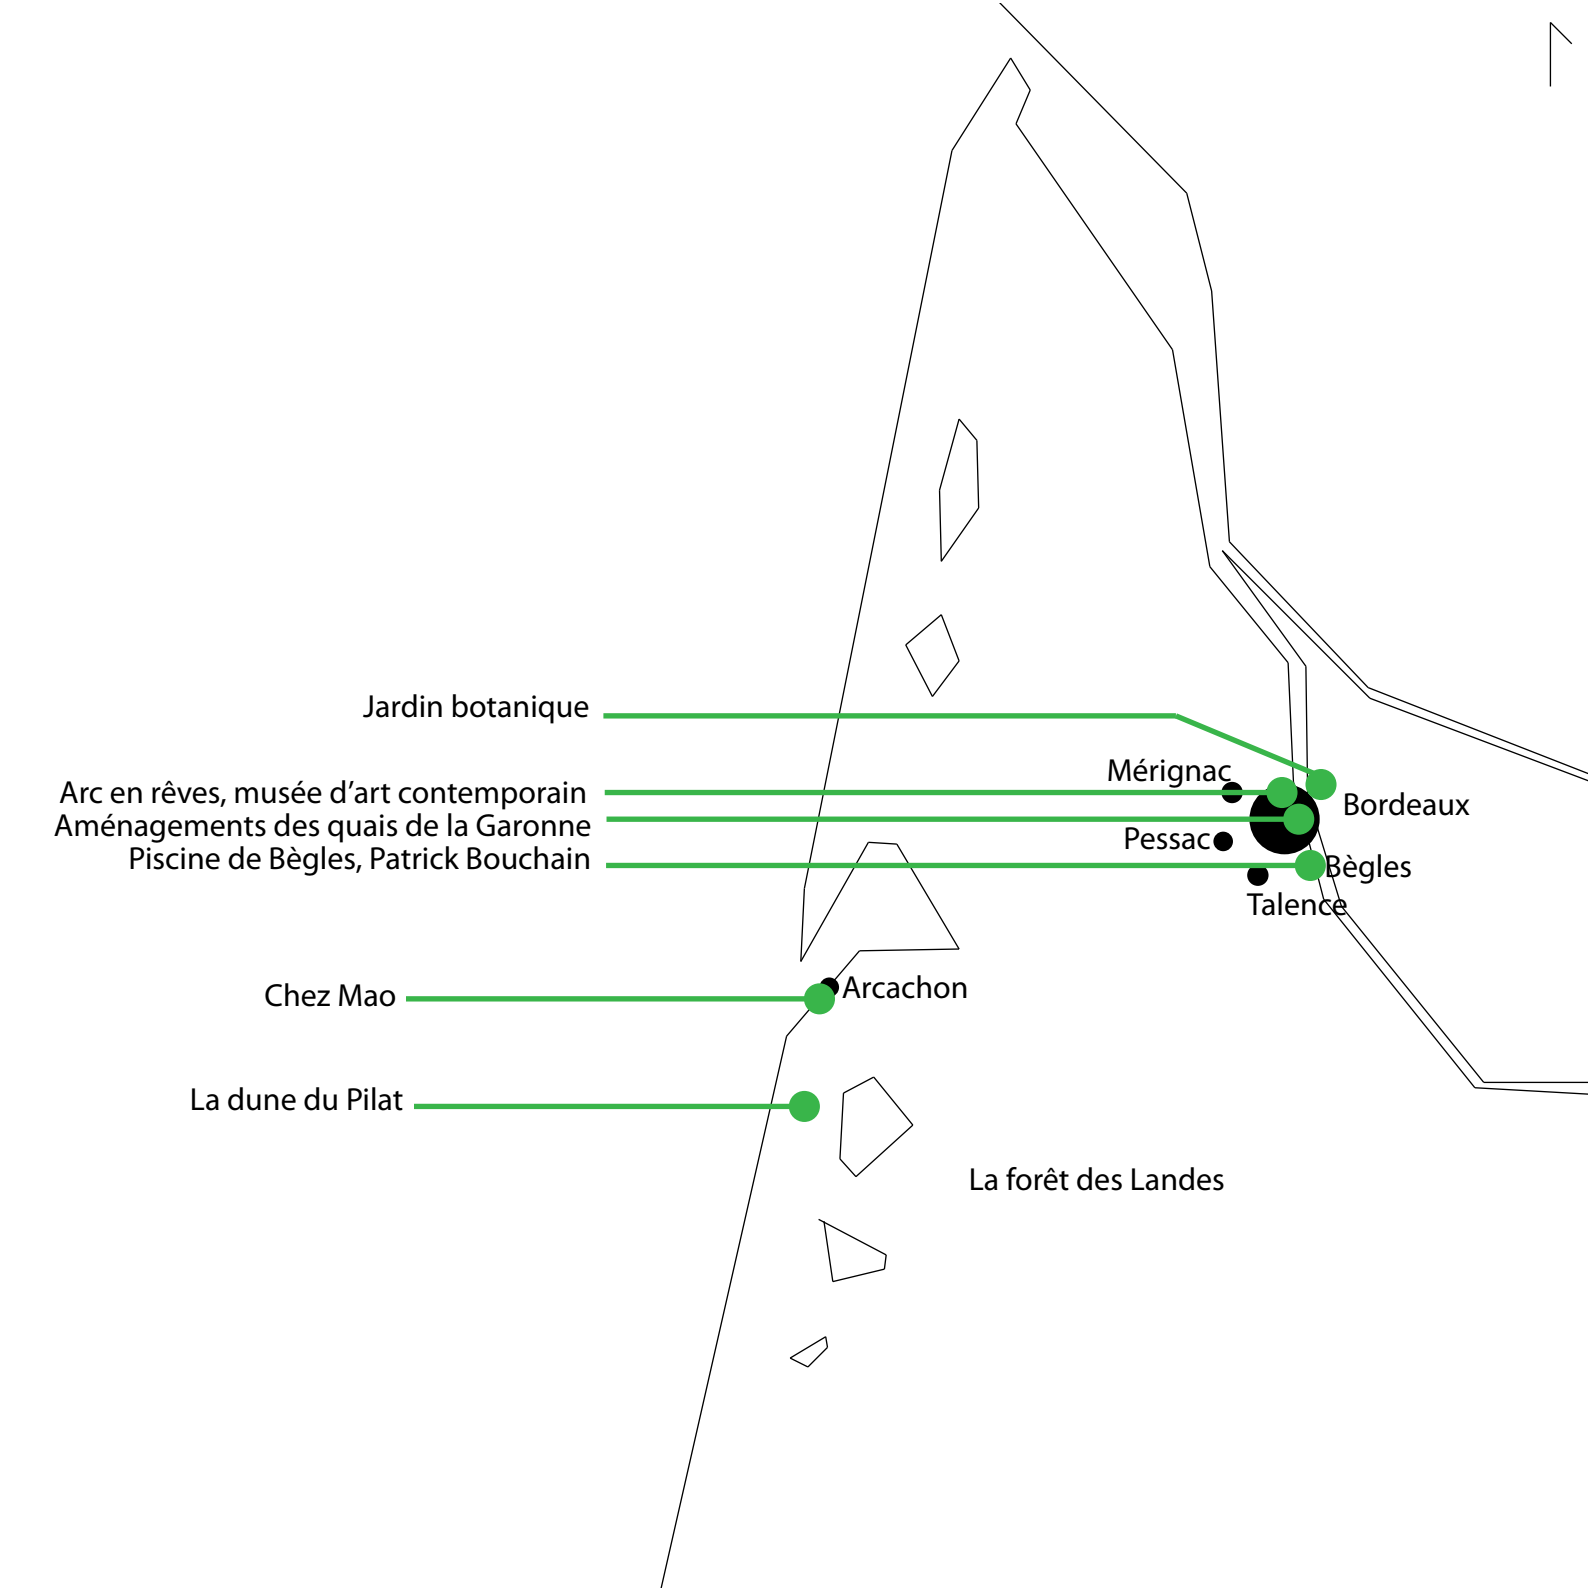 Jardin botanique
Mérignac
Arc en rêves, musée d’art contemporain
Bordeaux
Aménagements des quais de la Garonne
Pessac
Piscine de Bègles, Patrick Bouchain
Bègles
Talence
Chez Mao
Arcachon
La dune du Pilat
La forêt des Landes